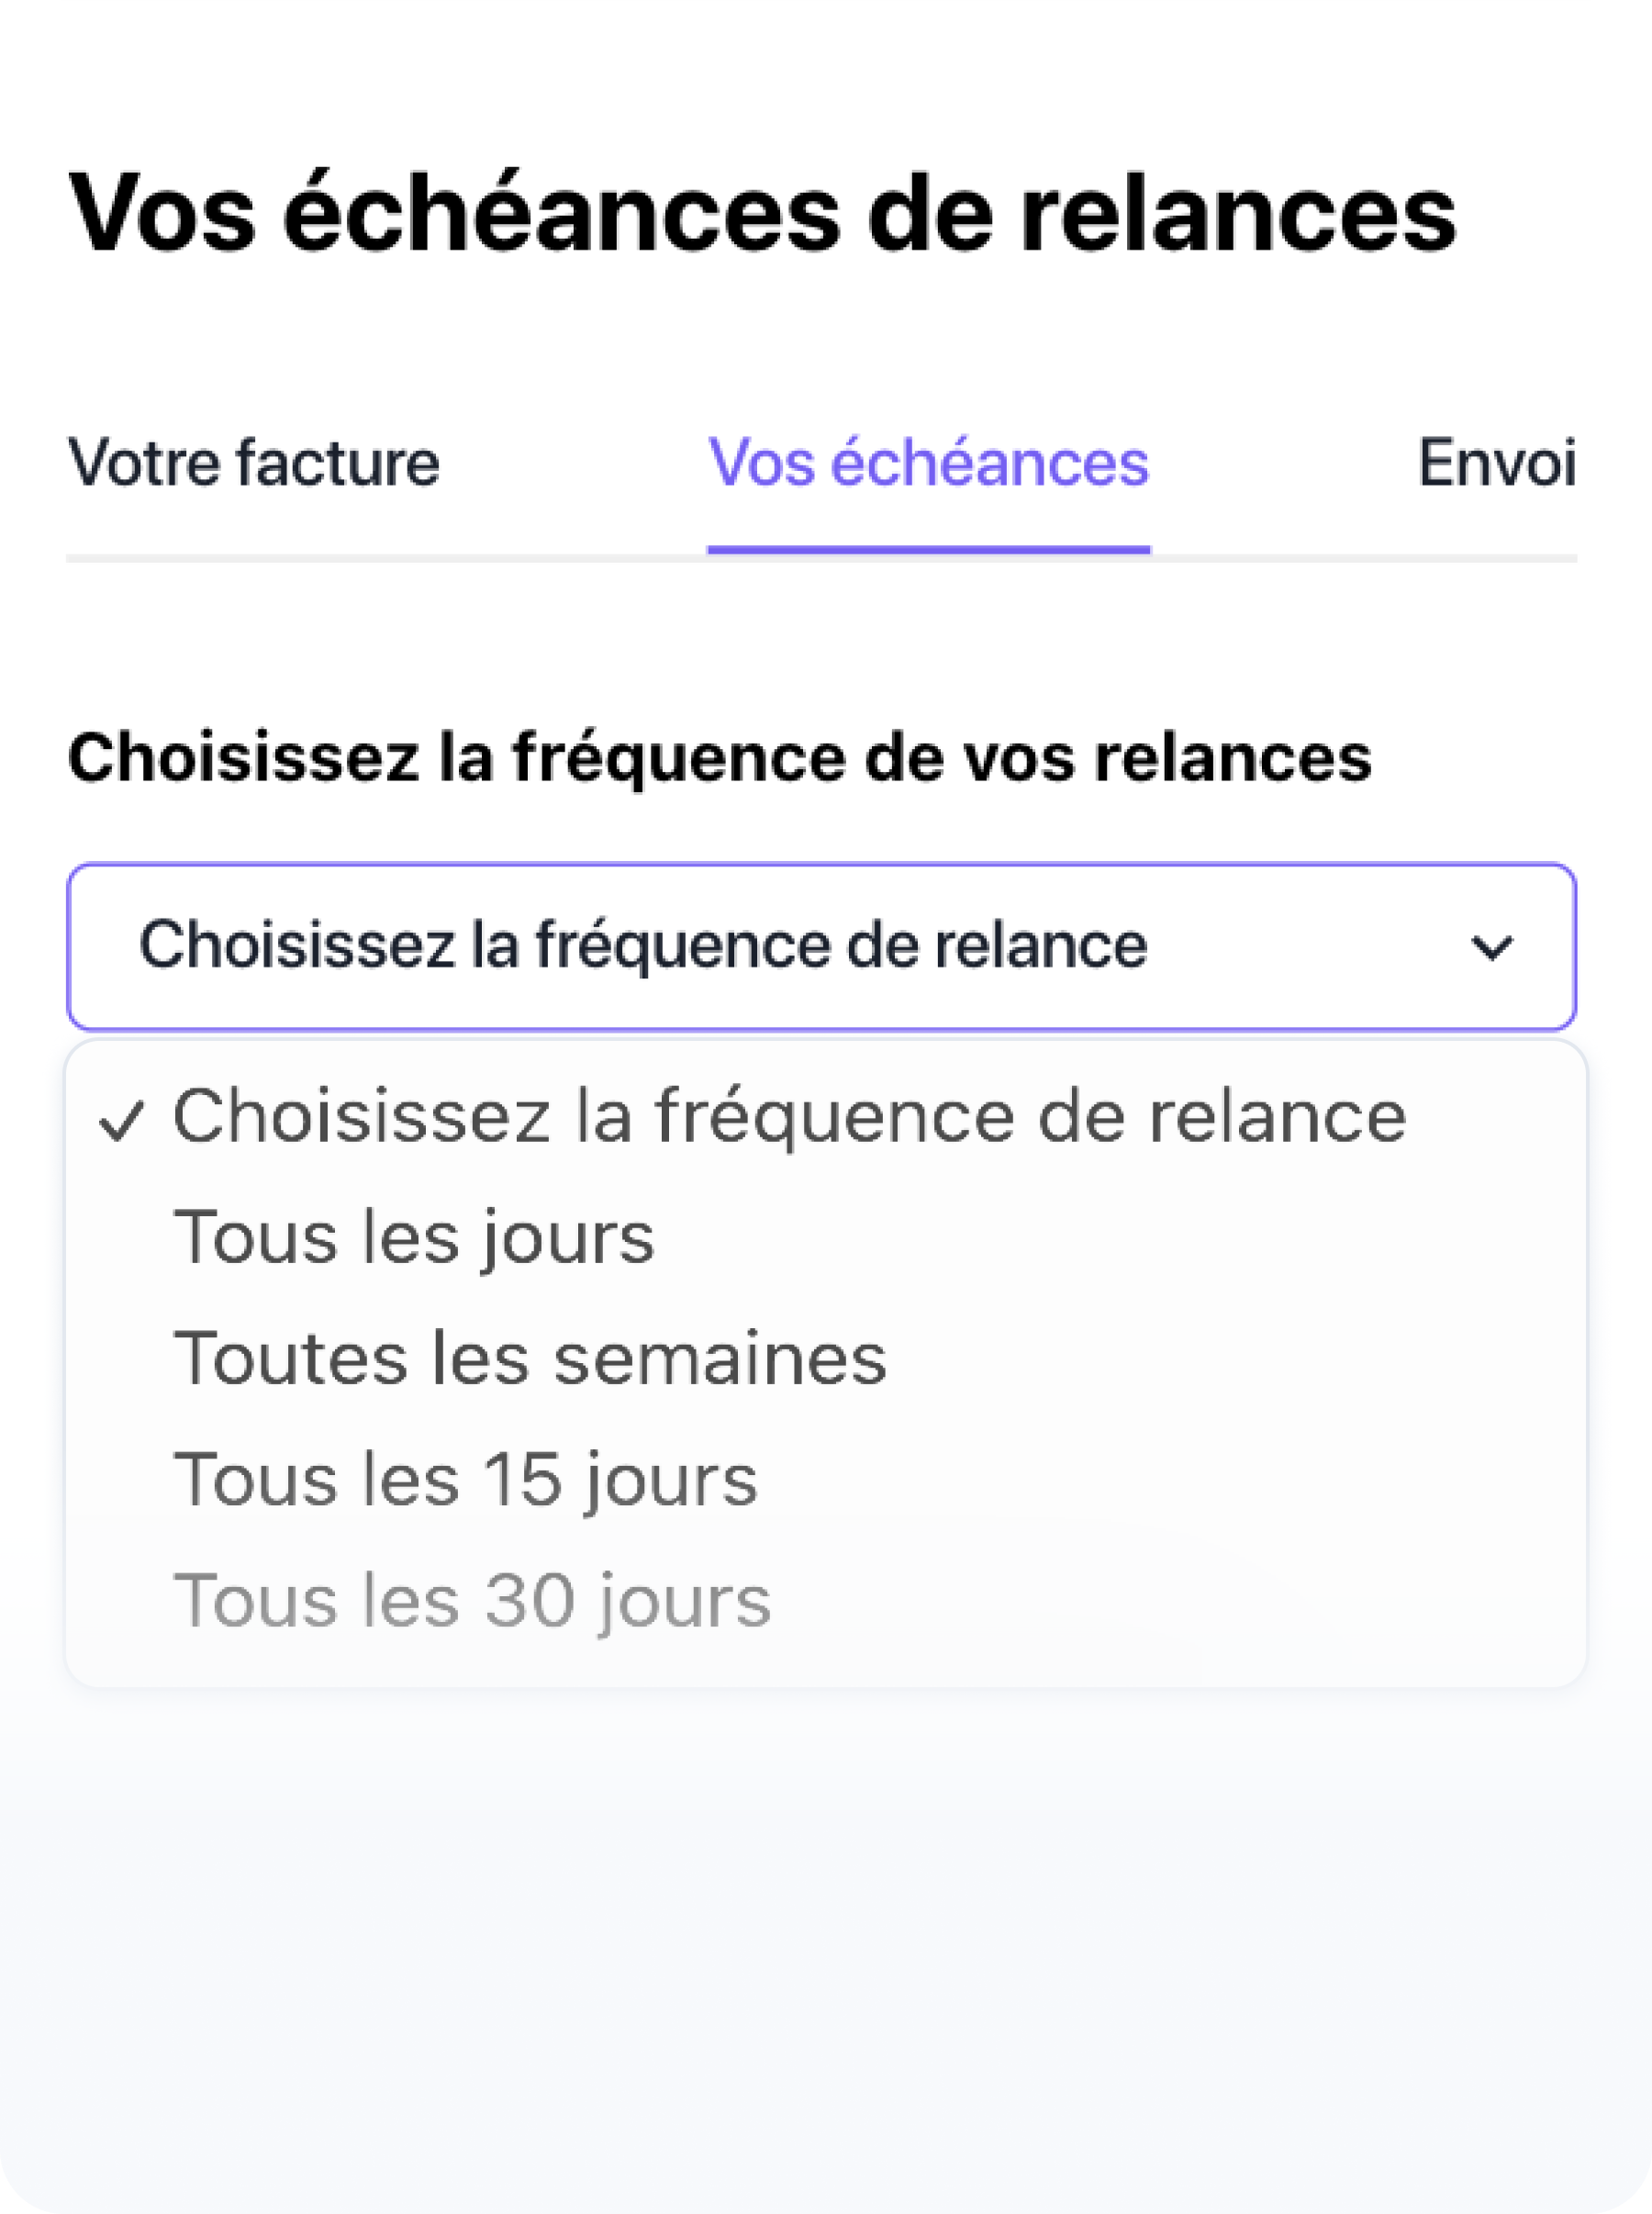 Vos échéances de relances
Votre facture Vos échéances Envoi
Choisissez la fréquence de vos relances
Choisissez la fréquence de relance
Choisissez la fréquence de relance
Tous les jours
Toutes les semaines
Tous les 15 jours
Tous les 30 jours